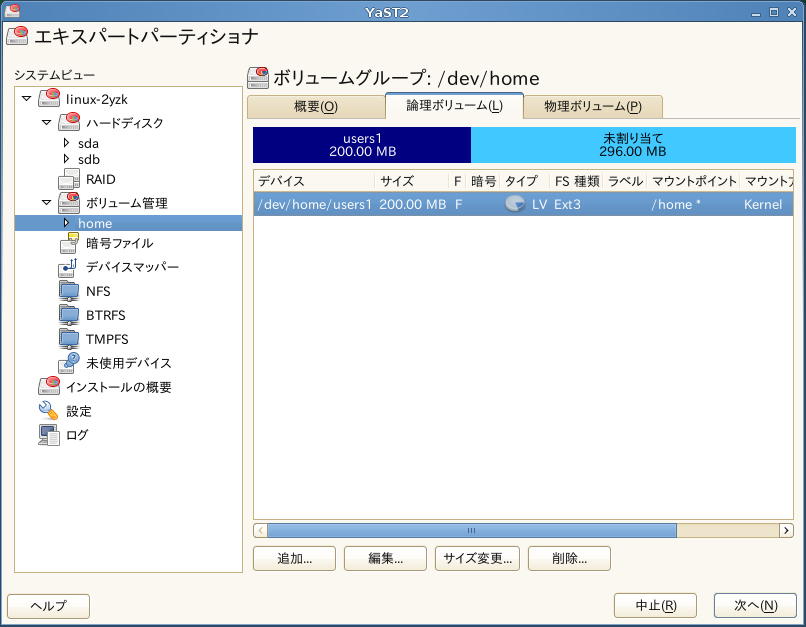 YaST2
エキスパートパーティショナ
システムビュー
linux-2yzk
ハードディスク
sda
sdb
RAID
ボリューム管理
home
暗号ファイル
デバイスマッパー
NFS
BTRFS
TMPFS
未使用デバイス
インストールの概要
設定
ログ
ボリュームグループ: /dev/home
概要(O) 論理ボリューム(L) 物理ボリューム(P)
users1 未割り当て
200.00 MB 296.00 MB
デバイス サイズ F 暗号 タイプ FS 種類 ラベル マウントポイント マウント
/dev/home/users1 200.00 MB F LV Ext3 /home * Kernel
追加... 編集... サイズ変更... 削除...
ヘルプ 中止(R) 次へ(N)